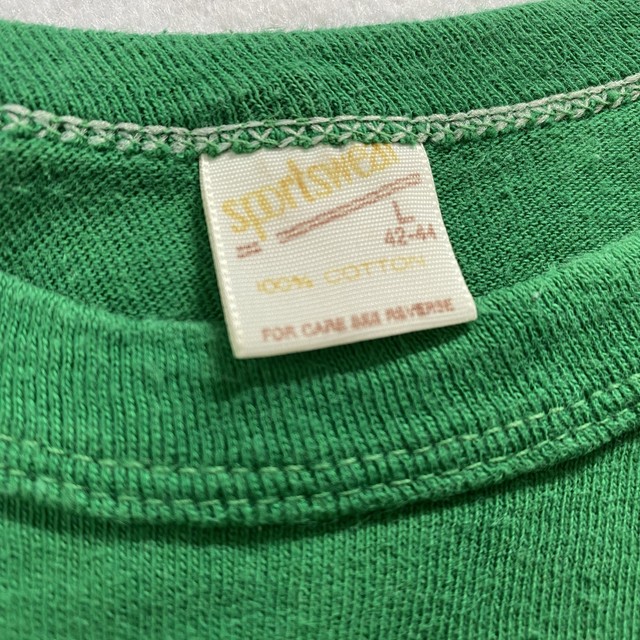 sportswear
L
42-44
100% COTTON
FOR CARE SEE REVERSE